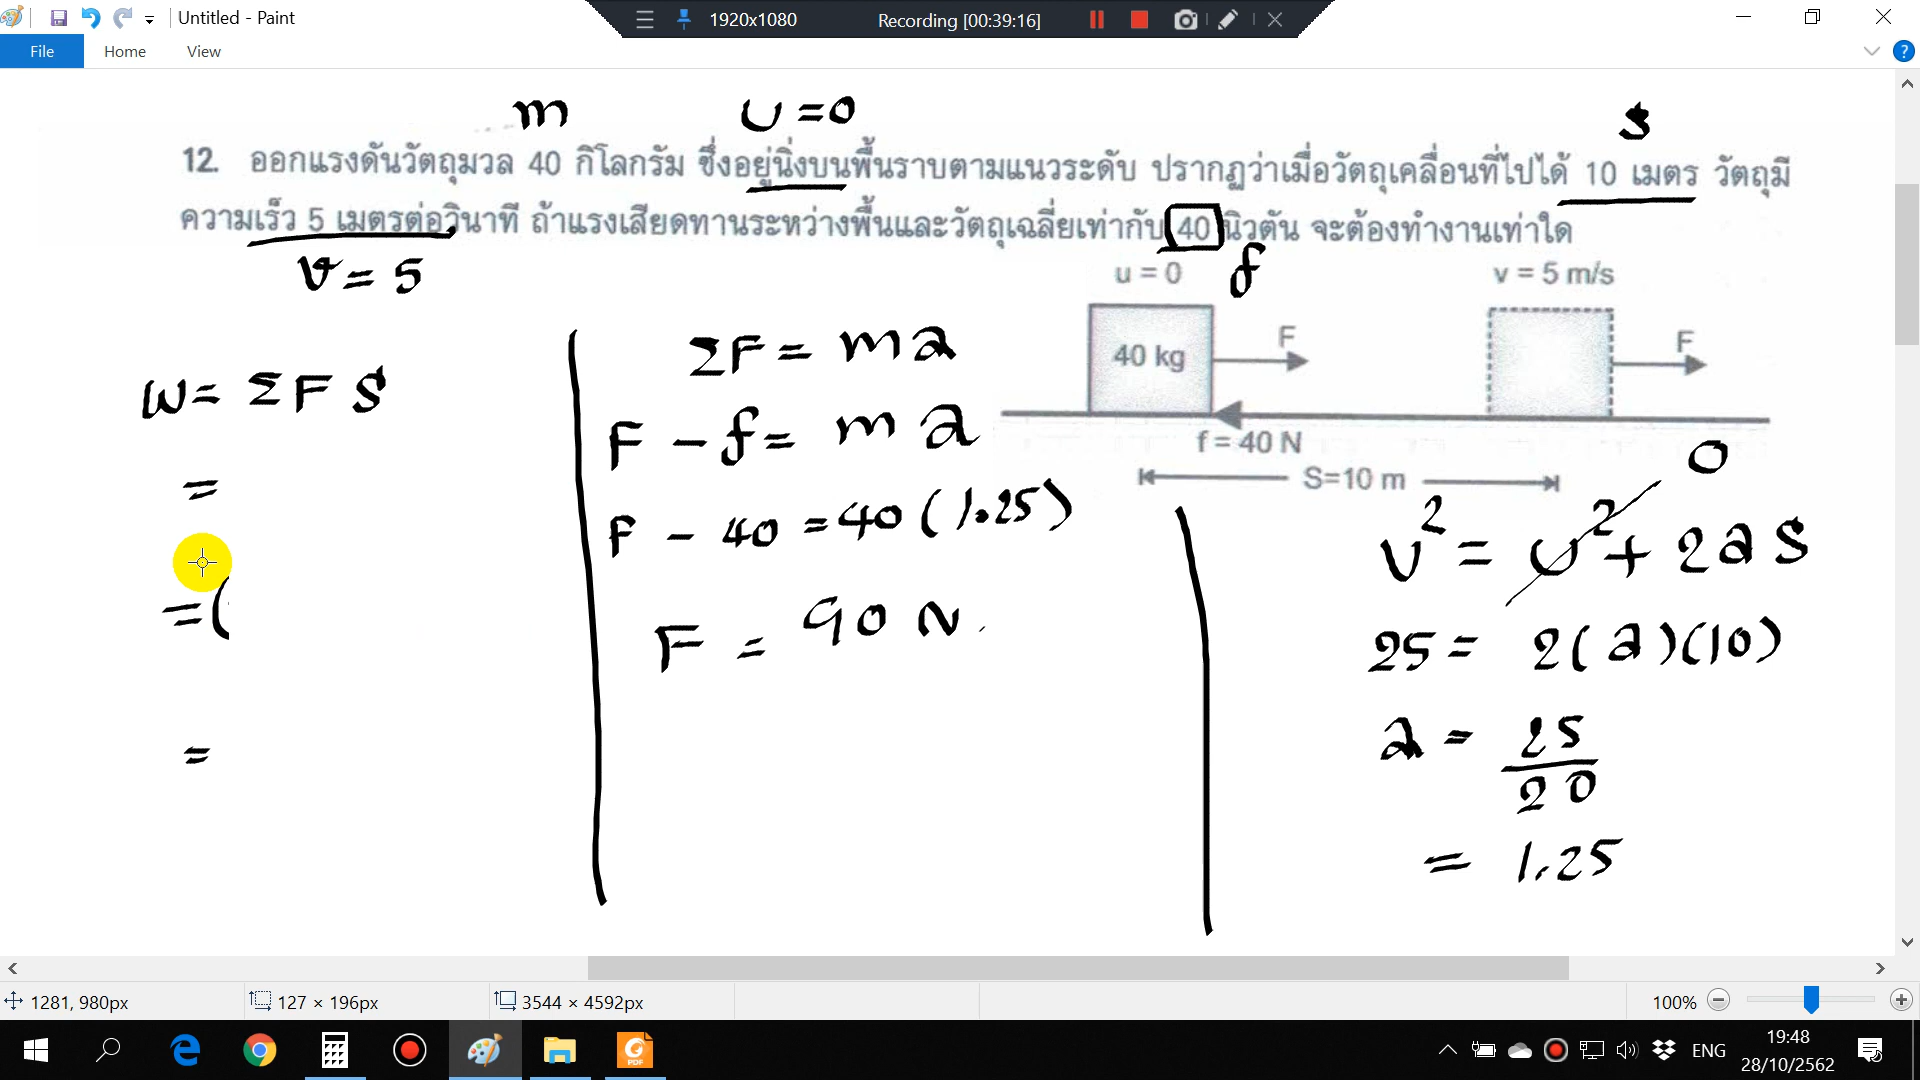 Untitled - Paint
1920x1080
Recording [00:39:16]
File
Home
View
m
U = 0
S
12. ออกแรงดันวัตถุมวล 40 กิโลกรัม ซึ่งอยู่นิ่งบนพื้นราบตามแนวระดับ ปรากฏว่าเมื่อวัตถุเคลื่อนที่ไปได้ 10 เมตร วัตถุมี
ความเร็ว 5 เมตรต่อวินาที ถ้าแรงเสียดทานระหว่างพื้นและวัตถุเฉลี่ยเท่ากับ 40 นิวตัน จะต้องทำงานเท่าใด
v = 5
f
u = 0
v = 5 m/s
40 kg
F
F
f = 40 N
S=10 m
W = ΣF S
=
= (
=
ΣF = ma
F - f = ma
F - 40 = 40 (1.25)
F = 90 N.
0
v² = u² + 2as
25 = 2(a)(10)
a = 25/20
= 1.25
1281, 980px
127 × 196px
3544 × 4592px
100%
ENG
19:48
28/10/2562